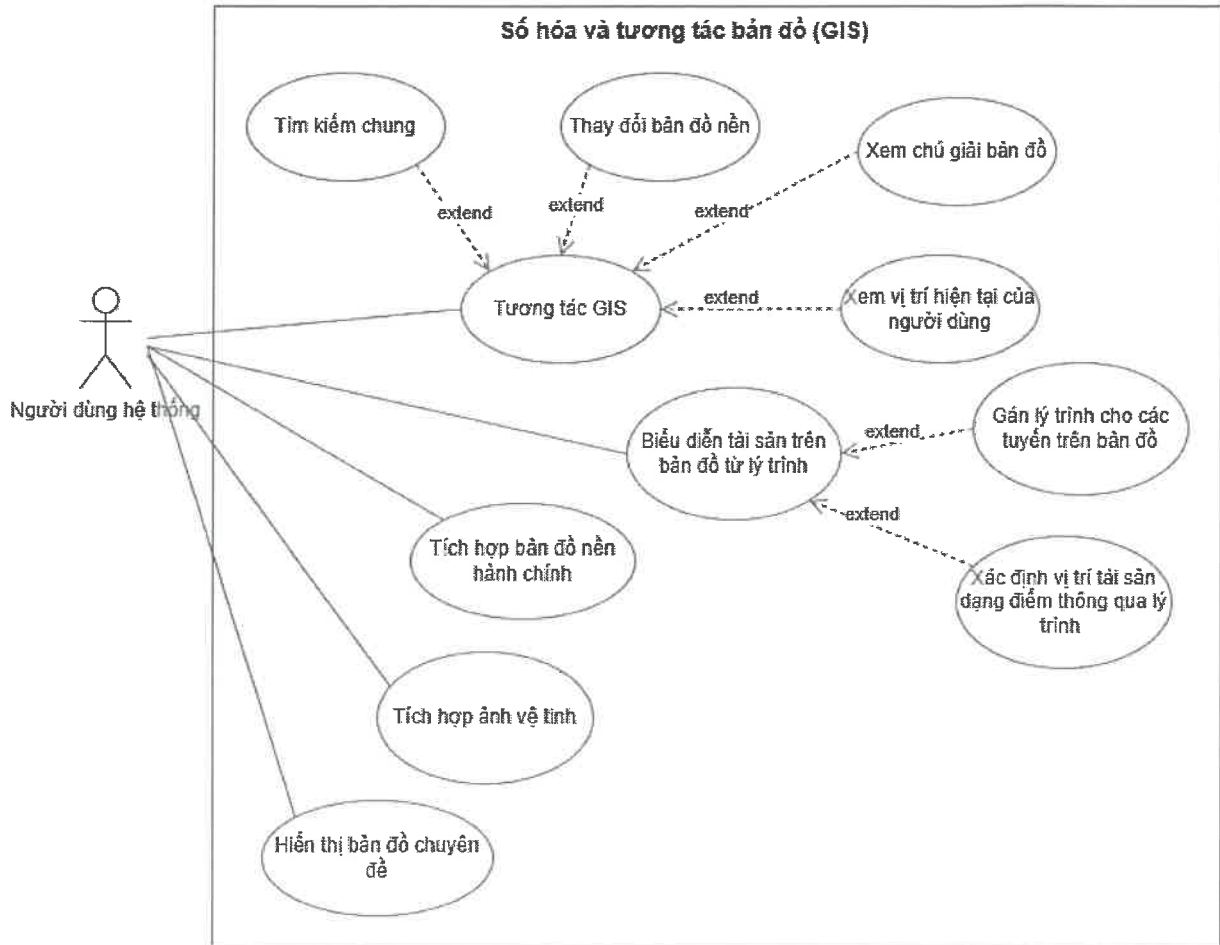 Số hóa và tương tác bản đồ (GIS)
Tìm kiếm chung
Thay đổi bản đồ nền
Xem chú giải bản đồ
extend
extend
extend
Tương tác GIS
extend
Xem vị trí hiện tại của
người dùng
Người dùng hệ thống
Biểu diễn tài sản trên
bản đồ từ lý trình
extend
Gán lý trình cho các
tuyến trên bản đồ
extend
Tích hợp bản đồ nền
hành chính
Xác định vị trí tài sản
dạng điểm thông qua lý
trình
Tích hợp ảnh vệ tinh
Hiển thị bản đồ chuyên
đề